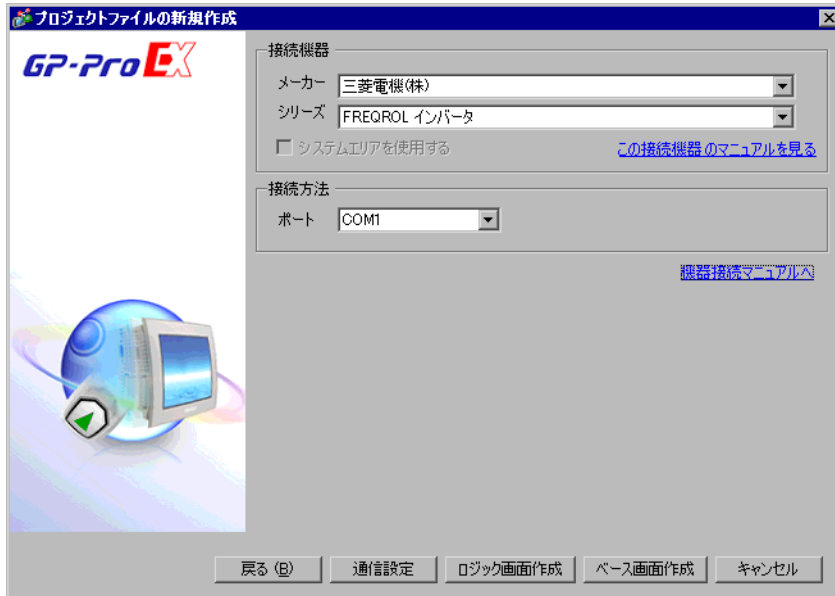 プロジェクトファイルの新規作成
GP-Pro EX
接続機器
メーカー 三菱電機(株)
シリーズ FREQROL インバータ
システムエリアを使用する この接続機器のマニュアルを見る
接続方法
ポート COM1
機器接続マニュアルへ
戻る (B) 通信設定 ロジック画面作成 ベース画面作成 キャンセル